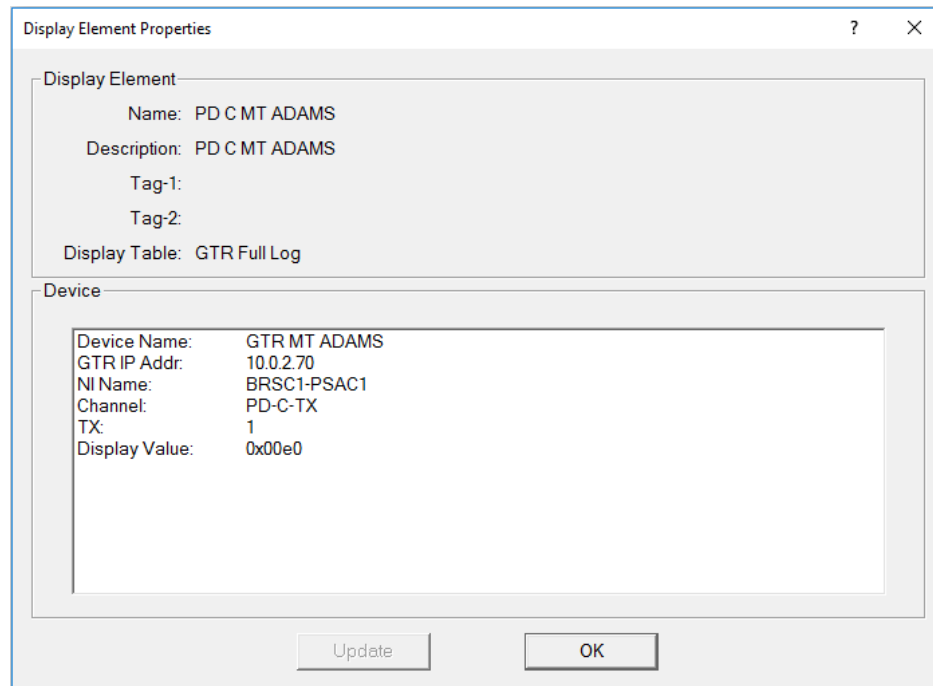 Display Element Properties ? ×
Display Element
Name: PD C MT ADAMS
Description: PD C MT ADAMS
Tag-1:
Tag-2:
Display Table: GTR Full Log
Device
Device Name: GTR MT ADAMS
GTR IP Addr: 10.0.2.70
NI Name: BRSC1-PSAC1
Channel: PD-C-TX
TX: 1
Display Value: 0x00e0
Update OK